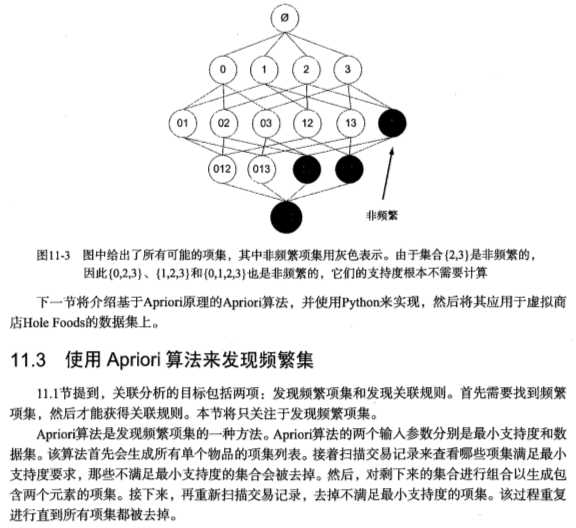 Ø
0 1 2 3
01 02 03 12 13
012 013
非频繁
图11-3 图中给出了所有可能的项集，其中非频繁项集用灰色表示。由于集合{2,3}是非频繁的，
因此{0,2,3}、{1,2,3}和{0,1,2,3}也是非频繁的，它们的支持度根本不需要计算
下一节将介绍基于Apriori原理的Apriori算法，并使用Python来实现，然后将其应用于虚拟商
店Hole Foods的数据集上。
11.3 使用 Apriori 算法来发现频繁集
11.1节提到，关联分析的目标包括两项：发现频繁项集和发现关联规则。首先需要找到频繁
项集，然后才能获得关联规则。本节将只关注于发现频繁项集。
Apriori算法是发现频繁项集的一种方法。Apriori算法的两个输入参数分别是最小支持度和数
据集。该算法首先会生成所有单个物品的项集列表。接着扫描交易记录来查看哪些项集满足最小
支持度要求，那些不满足最小支持度的集合会被去掉。然后，对剩下来的集合进行组合以生成包
含两个元素的项集。接下来，再重新扫描交易记录，去掉不满足最小支持度的项集。该过程重复
进行直到所有项集都被去掉。